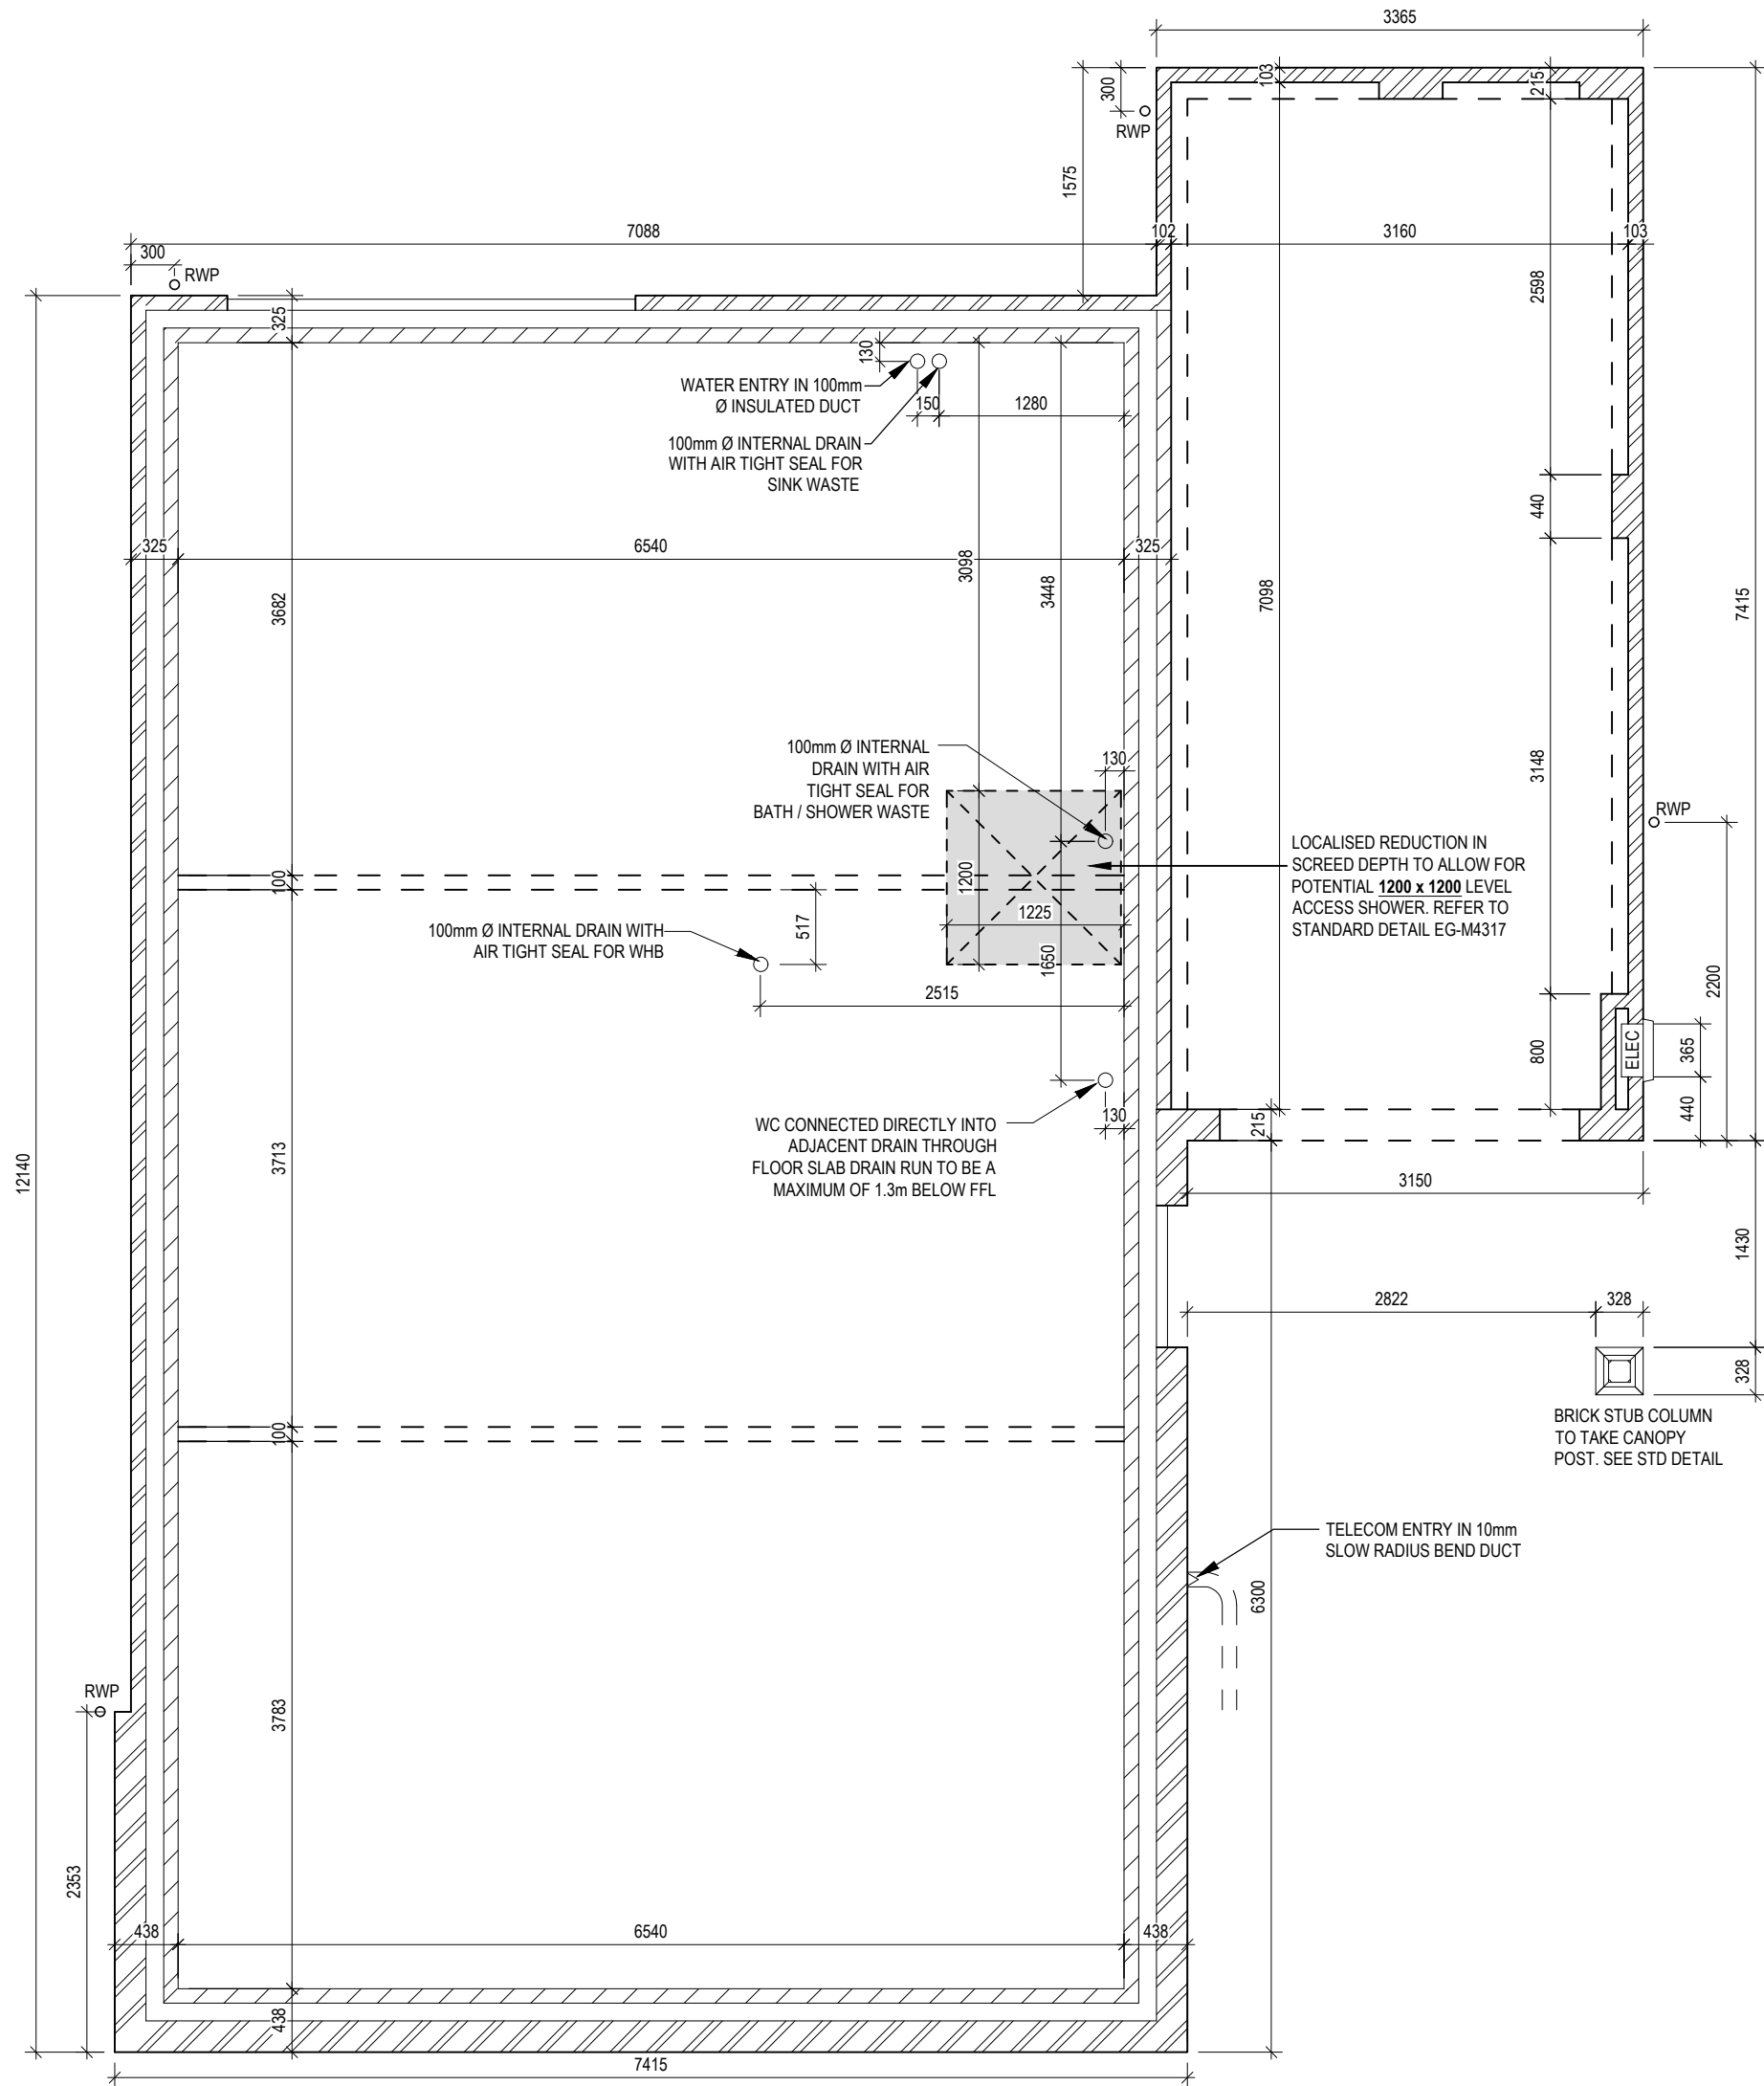 3365
103
215
300
RWP
1575
7088
102
3160
103
300
RWP
325
130
WATER ENTRY IN 100mm
Ø INSULATED DUCT
150
1280
100mm Ø INTERNAL DRAIN
WITH AIR TIGHT SEAL FOR
SINK WASTE
2598
440
325
6540
325
3098
3448
3682
7098
7415
100mm Ø INTERNAL
DRAIN WITH AIR
TIGHT SEAL FOR
BATH / SHOWER WASTE
130
3148
RWP
LOCALISED REDUCTION IN
SCREED DEPTH TO ALLOW FOR
POTENTIAL 1200 x 1200 LEVEL
ACCESS SHOWER. REFER TO
STANDARD DETAIL EG-M4317
100
1200
1225
517
100mm Ø INTERNAL DRAIN WITH
AIR TIGHT SEAL FOR WHB
1650
2515
2200
800
ELEC
365
440
130
215
WC CONNECTED DIRECTLY INTO
ADJACENT DRAIN THROUGH
FLOOR SLAB DRAIN RUN TO BE A
MAXIMUM OF 1.3m BELOW FFL
3713
12140
3150
1430
2822
328
328
BRICK STUB COLUMN
TO TAKE CANOPY
POST. SEE STD DETAIL
100
TELECOM ENTRY IN 10mm
SLOW RADIUS BEND DUCT
6300
RWP
3783
2353
438
6540
438
438
7415